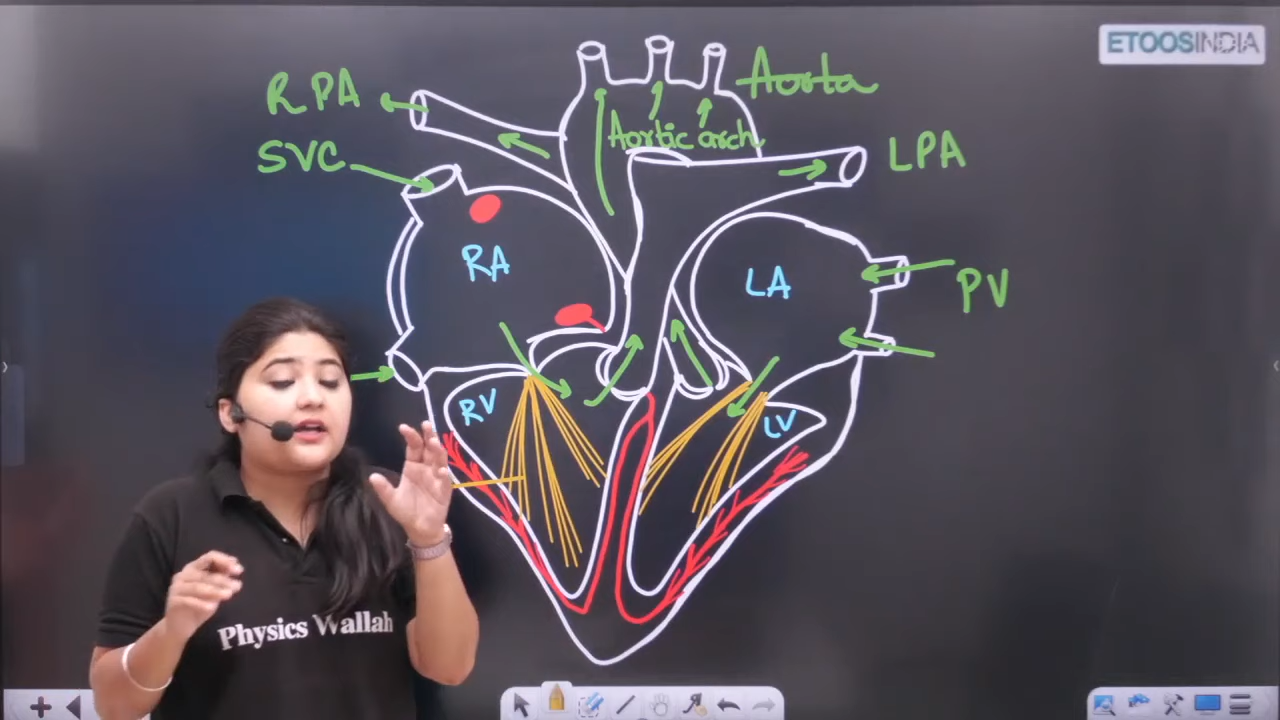 ETOOSINDIA
Aorta
RPA
Aortic arch
SVC
LPA
RA
LA
PV
RV
LV
Physics Wallah